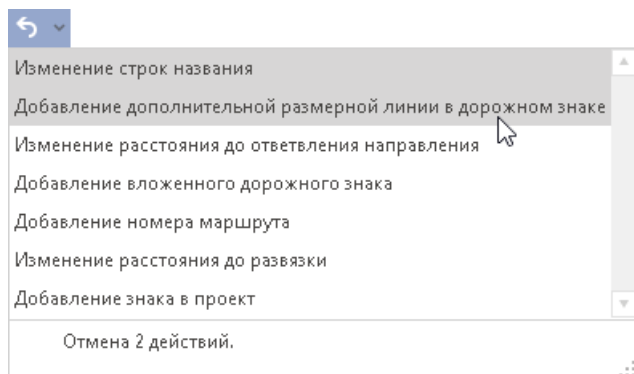 Изменение строк названия
Добавление дополнительной размерной линии в дорожном знаке
Изменение расстояния до ответвления направления
Добавление вложенного дорожного знака
Добавление номера маршрута
Изменение расстояния до развязки
Добавление знака в проект
Отмена 2 действий.